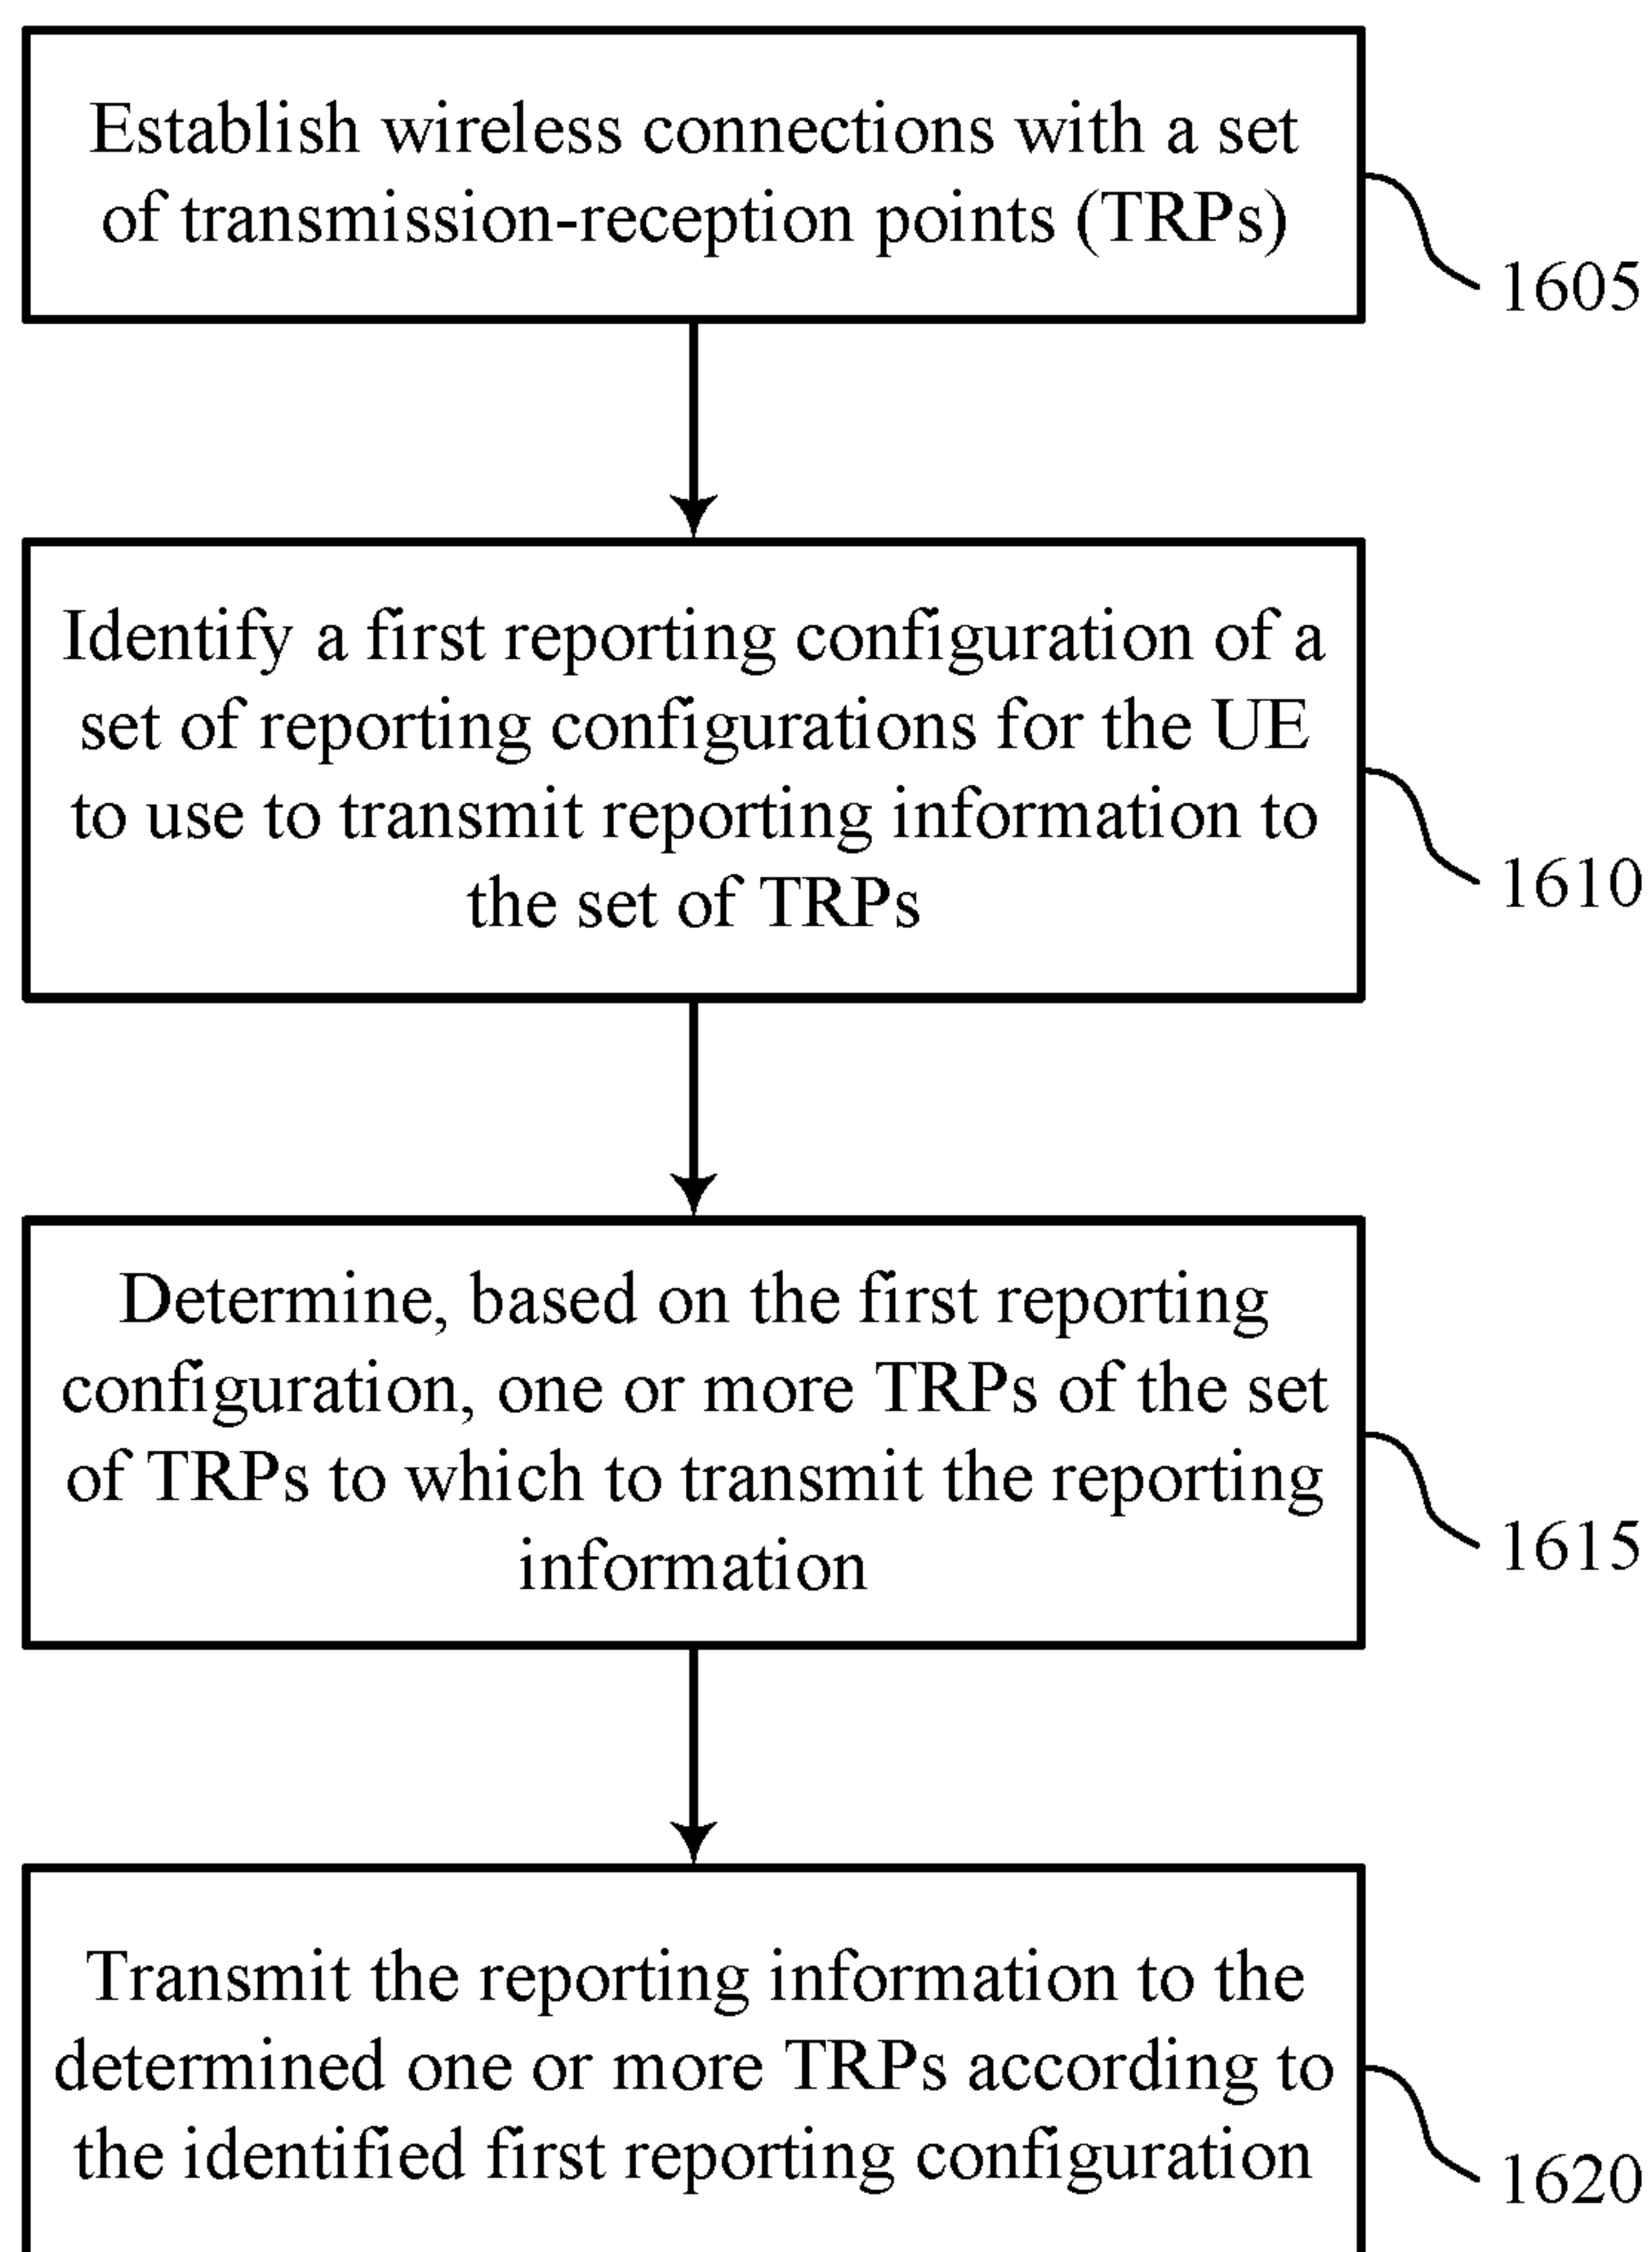 Establish wireless connections with a set
of transmission-reception points (TRPs)
1605
Identify a first reporting configuration of a
set of reporting configurations for the UE
to use to transmit reporting information to
the set of TRPs
1610
Determine, based on the first reporting
configuration, one or more TRPs of the set
of TRPs to which to transmit the reporting
information
1615
Transmit the reporting information to the
determined one or more TRPs according to
the identified first reporting configuration
1620